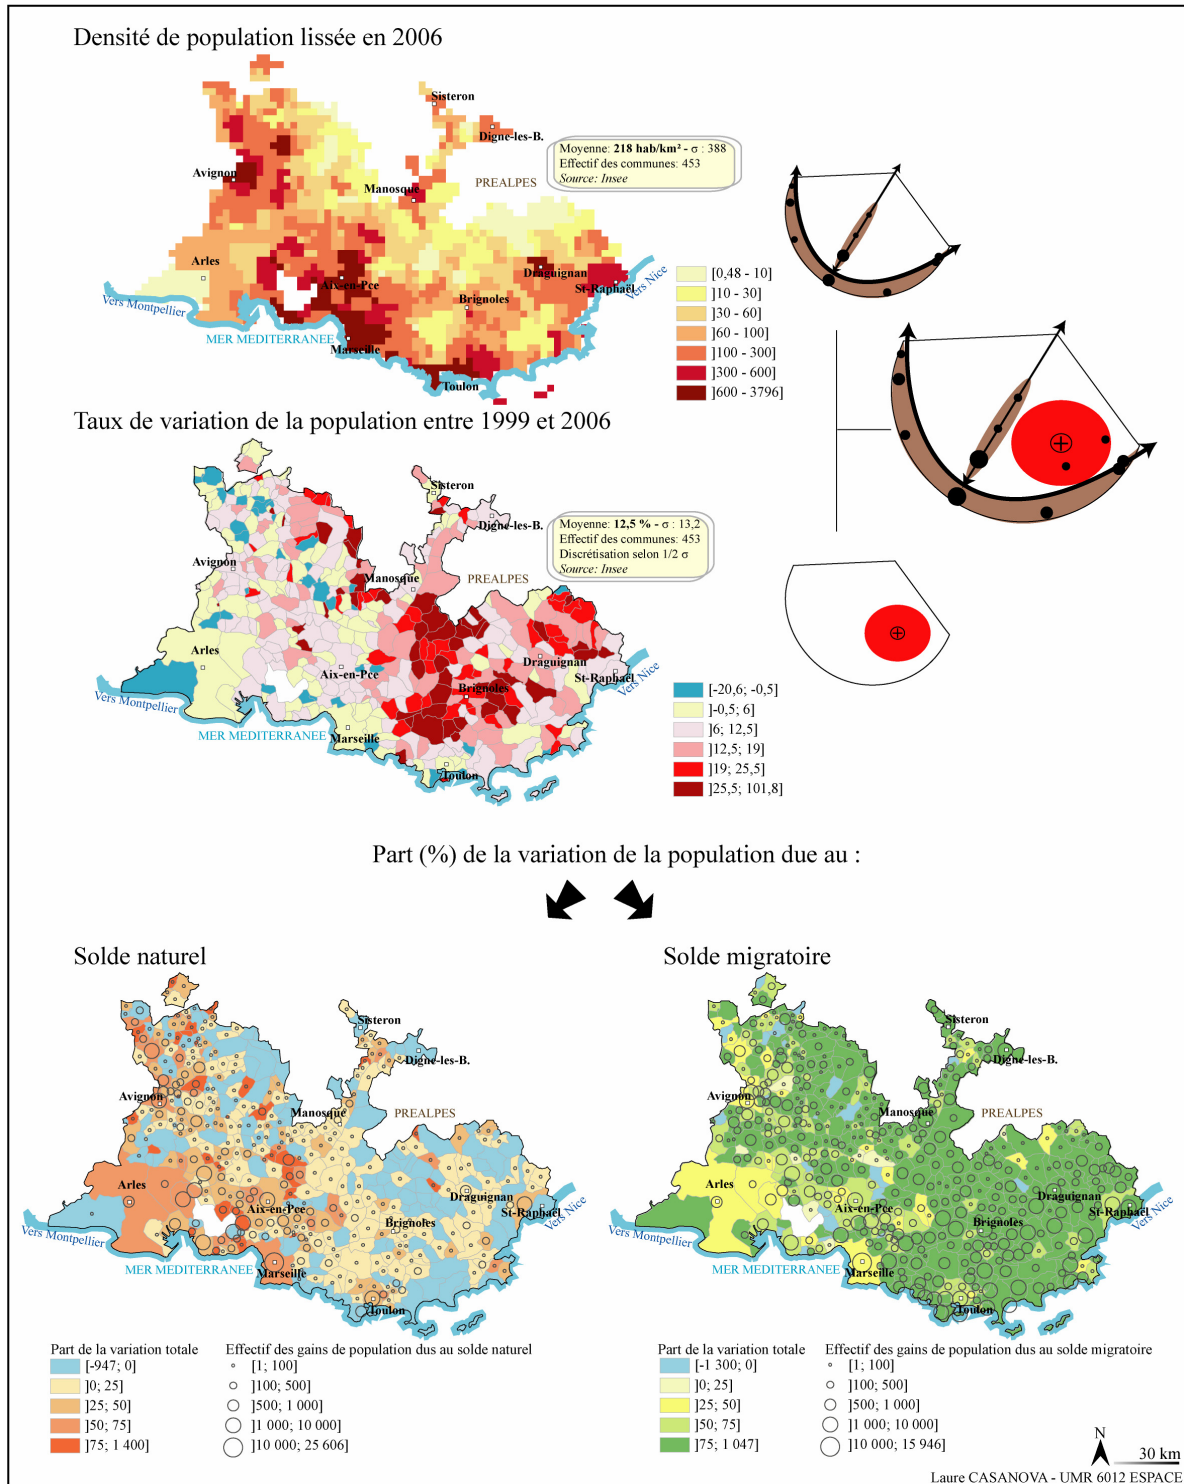 Densité de population lissée en 2006
Sisteron
Digne-les-B.
Moyenne: 218 hab/km² - σ : 388
Effectif des communes: 453
Source: Insee
Avignon
Manosque
PREALPES
Arles
Aix-en-Pce
Draguignan
St-Raphaël
Brignoles
Vers Nice
Vers Montpellier
MER MEDITERRANEE
Marseille
Toulon
[0,48 - 10]
]10 - 30]
]30 - 60]
]60 - 100]
]100 - 300]
]300 - 600]
]600 - 3796]
Taux de variation de la population entre 1999 et 2006
Sisteron
Digne-les-B.
Moyenne: 12,5 % - σ : 13,2
Effectif des communes: 453
Discrétisation selon 1/2 σ
Source: Insee
Avignon
Manosque
PREALPES
Arles
Aix-en-Pce
Draguignan
St-Raphaël
Brignoles
Vers Nice
Vers Montpellier
MER MEDITERRANEE
Marseille
Toulon
[-20,6; -0,5]
]-0,5; 6]
]6; 12,5]
]12,5; 19]
]19; 25,5]
]25,5; 101,8]
Part (%) de la variation de la population due au :
Solde naturel
Sisteron
Digne-les-B.
Avignon
Manosque
PREALPES
Arles
Aix-en-Pce
Draguignan
St-Raphaël
Brignoles
Vers Nice
Vers Montpellier
MER MEDITERRANEE
Marseille
Toulon
Part de la variation totale
[-947; 0]
]0; 25]
]25; 50]
]50; 75]
]75; 1 400]
Effectif des gains de population dus au solde naturel
[1; 100]
]100; 500]
]500; 1 000]
]1 000; 10 000]
]10 000; 25 606]
Solde migratoire
Sisteron
Digne-les-B.
Avignon
Manosque
PREALPES
Arles
Aix-en-Pce
Draguignan
St-Raphaël
Brignoles
Vers Nice
Vers Montpellier
MER MEDITERRANEE
Marseille
Toulon
Part de la variation totale
[-1 300; 0]
]0; 25]
]25; 50]
]50; 75]
]75; 1 047]
Effectif des gains de population dus au solde migratoire
[1; 100]
]100; 500]
]500; 1 000]
]1 000; 10 000]
]10 000; 15 946]
N
30 km
Laure CASANOVA - UMR 6012 ESPACE